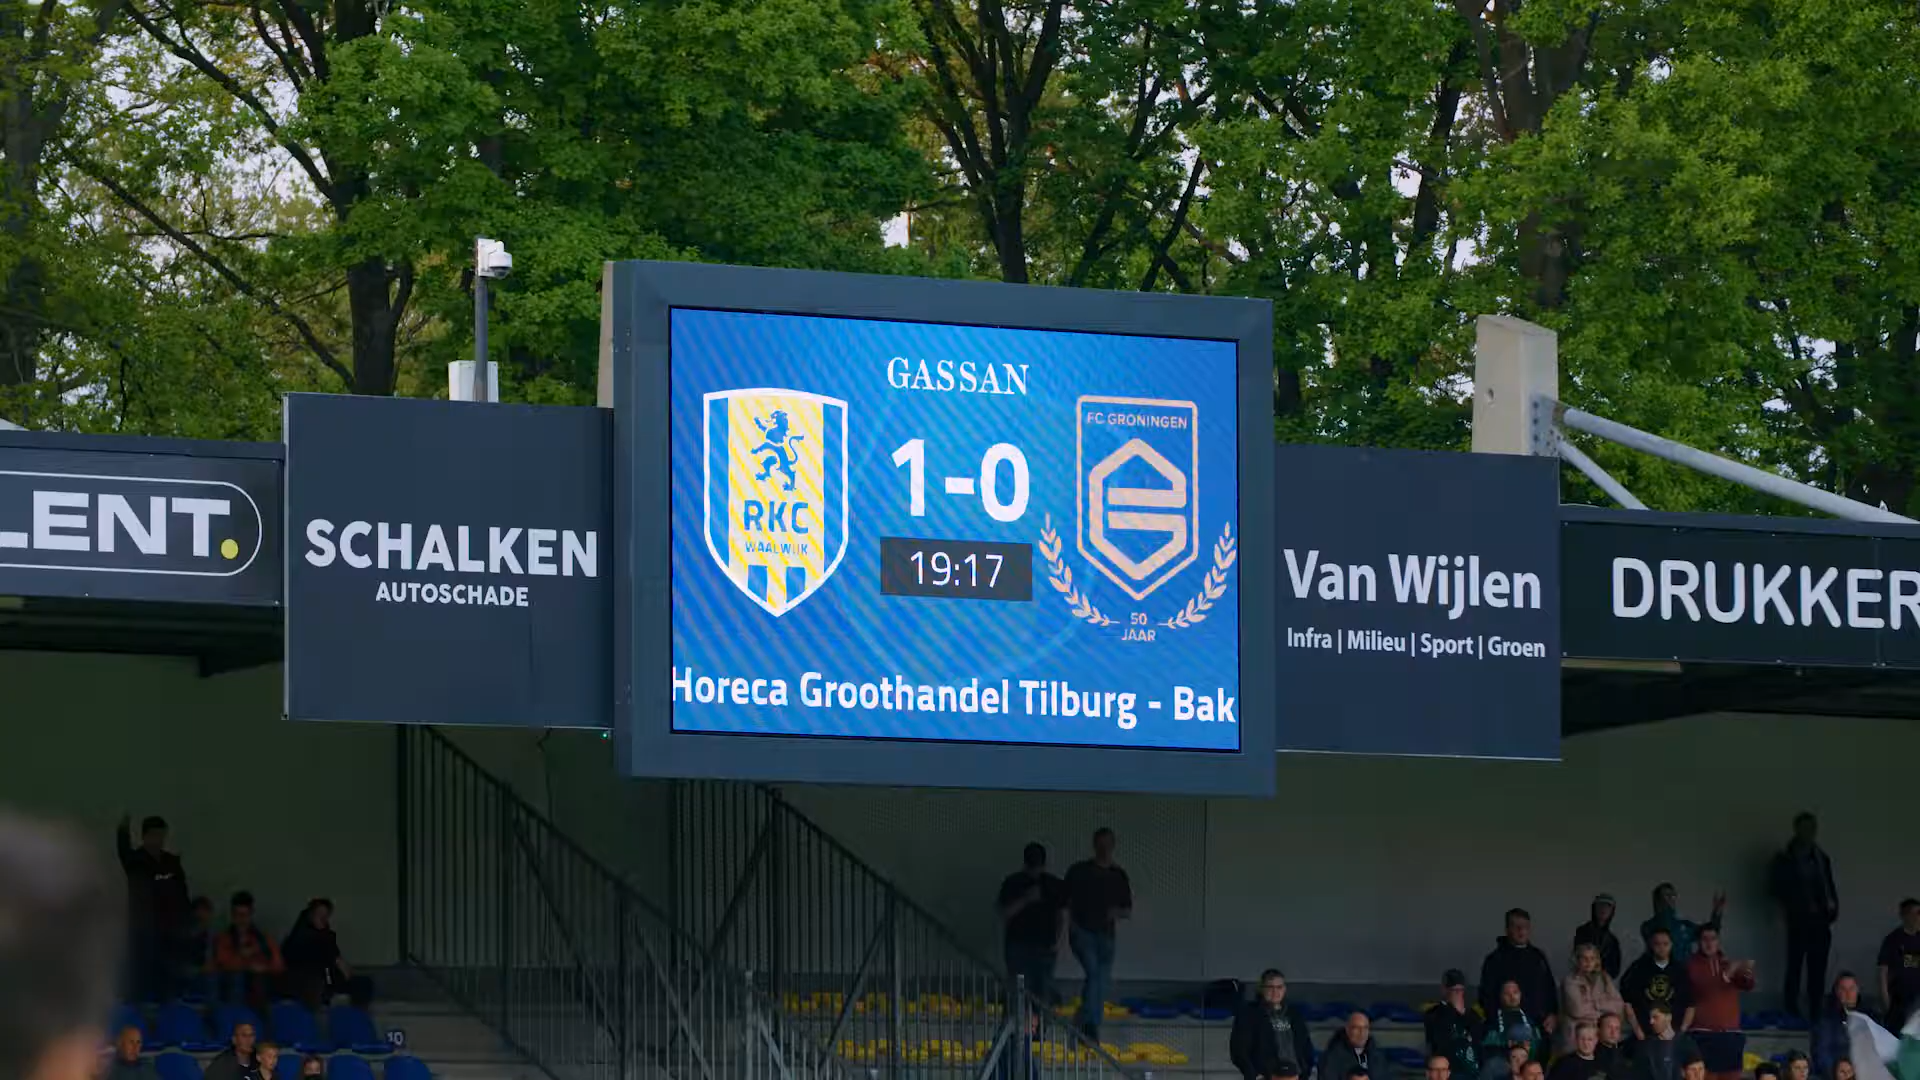 LENT.
SCHALKEN
AUTOSCHADE
GASSAN
RKC
WAALWIJK
1-0
19:17
FC GRONINGEN
50
JAAR
Horeca Groothandel Tilburg - Bak
Van Wijlen
Infra | Milieu | Sport | Groen
DRUKKER
10